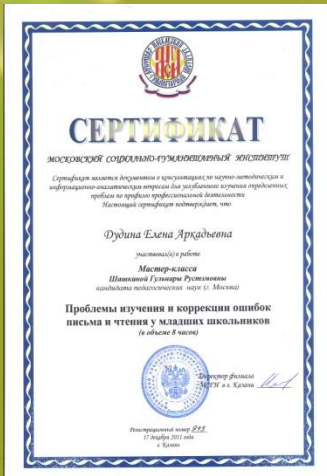 СЕРТИФИКАТ
МОСКОВСКИЙ СОЦИАЛЬНО-ГУМАНИТАРНЫЙ ИНСТИТУТ
Сертификат является документом о консультациях по научно-методическим и
информационно-аналитическим вопросам для углубленного изучения определенных
проблем по профилю профессиональной деятельности
Настоящий сертификат подтверждает, что
Дудина Елена Аркадьевна
участвовал(а) в работе
Мастер-класса
Шашкиной Гульнары Рустэмовны
кандидата педагогических наук (г. Москва)
Проблемы изучения и коррекции ошибок
письма и чтения у младших школьников
(в объеме 8 часов)
Директор филиала
МСГИ в г. Казани
Регистрационный номер
17 декабря 2011 года
г. Казань